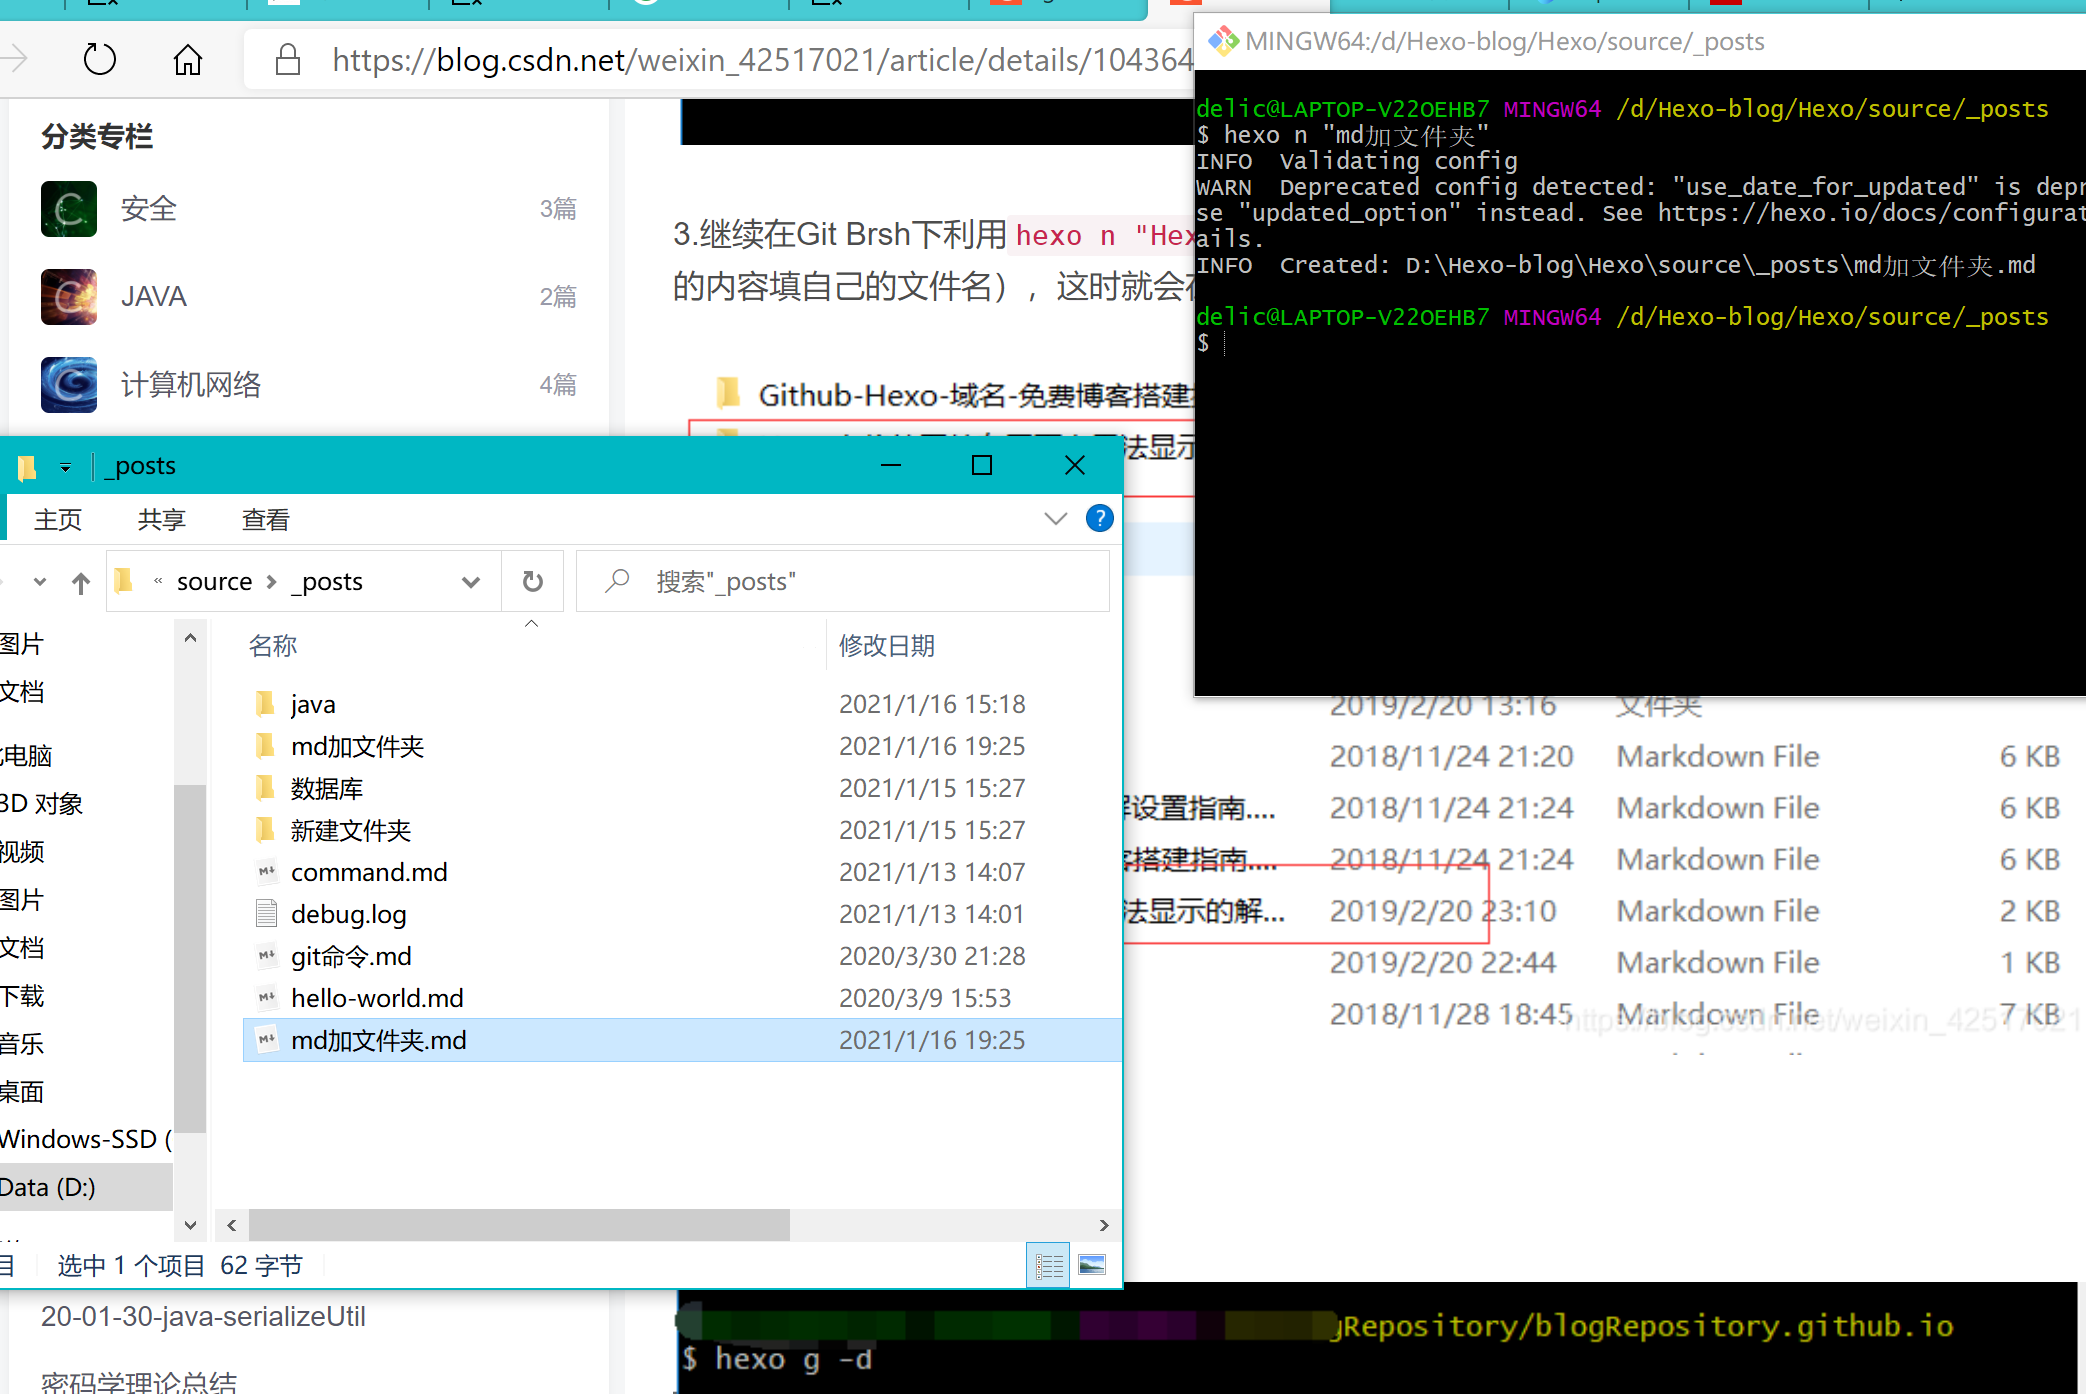 https://blog.csdn.net/weixin_42517021/article/details/104364
分类专栏
安全 3篇
JAVA 2篇
计算机网络 4篇
3.继续在Git Brsh下利用 hexo n "Hex
的内容填自己的文件名），这时就会在
Github-Hexo-域名-免费博客搭建
法显示
MINGW64:/d/Hexo-blog/Hexo/source/_posts
delic@LAPTOP-V22OEHB7 MINGW64 /d/Hexo-blog/Hexo/source/_posts
$ hexo n "md加文件夹"
INFO  Validating config
WARN  Deprecated config detected: "use_date_for_updated" is depr
se "updated_option" instead. See https://hexo.io/docs/configurat
ails.
INFO  Created: D:\Hexo-blog\Hexo\source\_posts\md加文件夹.md
delic@LAPTOP-V22OEHB7 MINGW64 /d/Hexo-blog/Hexo/source/_posts
$
_posts
主页 共享 查看
« source > _posts
搜索"_posts"
图片
文档
电脑
3D 对象
视频
图片
文档
下载
音乐
桌面
Windows-SSD (
Data (D:)
名称 修改日期
java 2021/1/16 15:18
md加文件夹 2021/1/16 19:25
数据库 2021/1/15 15:27
新建文件夹 2021/1/15 15:27
command.md 2021/1/13 14:07
debug.log 2021/1/13 14:01
git命令.md 2020/3/30 21:28
hello-world.md 2020/3/9 15:53
md加文件夹.md 2021/1/16 19:25
目 选中 1 个项目 62 字节
2019/2/20 13:16 文件夹
2018/11/24 21:20 Markdown File 6 KB
设置指南.... 2018/11/24 21:24 Markdown File 6 KB
搭建指南.... 2018/11/24 21:24 Markdown File 6 KB
法显示的解... 2019/2/20 23:10 Markdown File 2 KB
2019/2/20 22:44 Markdown File 1 KB
2018/11/28 18:45 Markdown File 7 KB
https://blog.csdn.net/weixin_42517021
20-01-30-java-serializeUtil
密码学理论总结
gRepository/blogRepository.github.io
$ hexo g -d